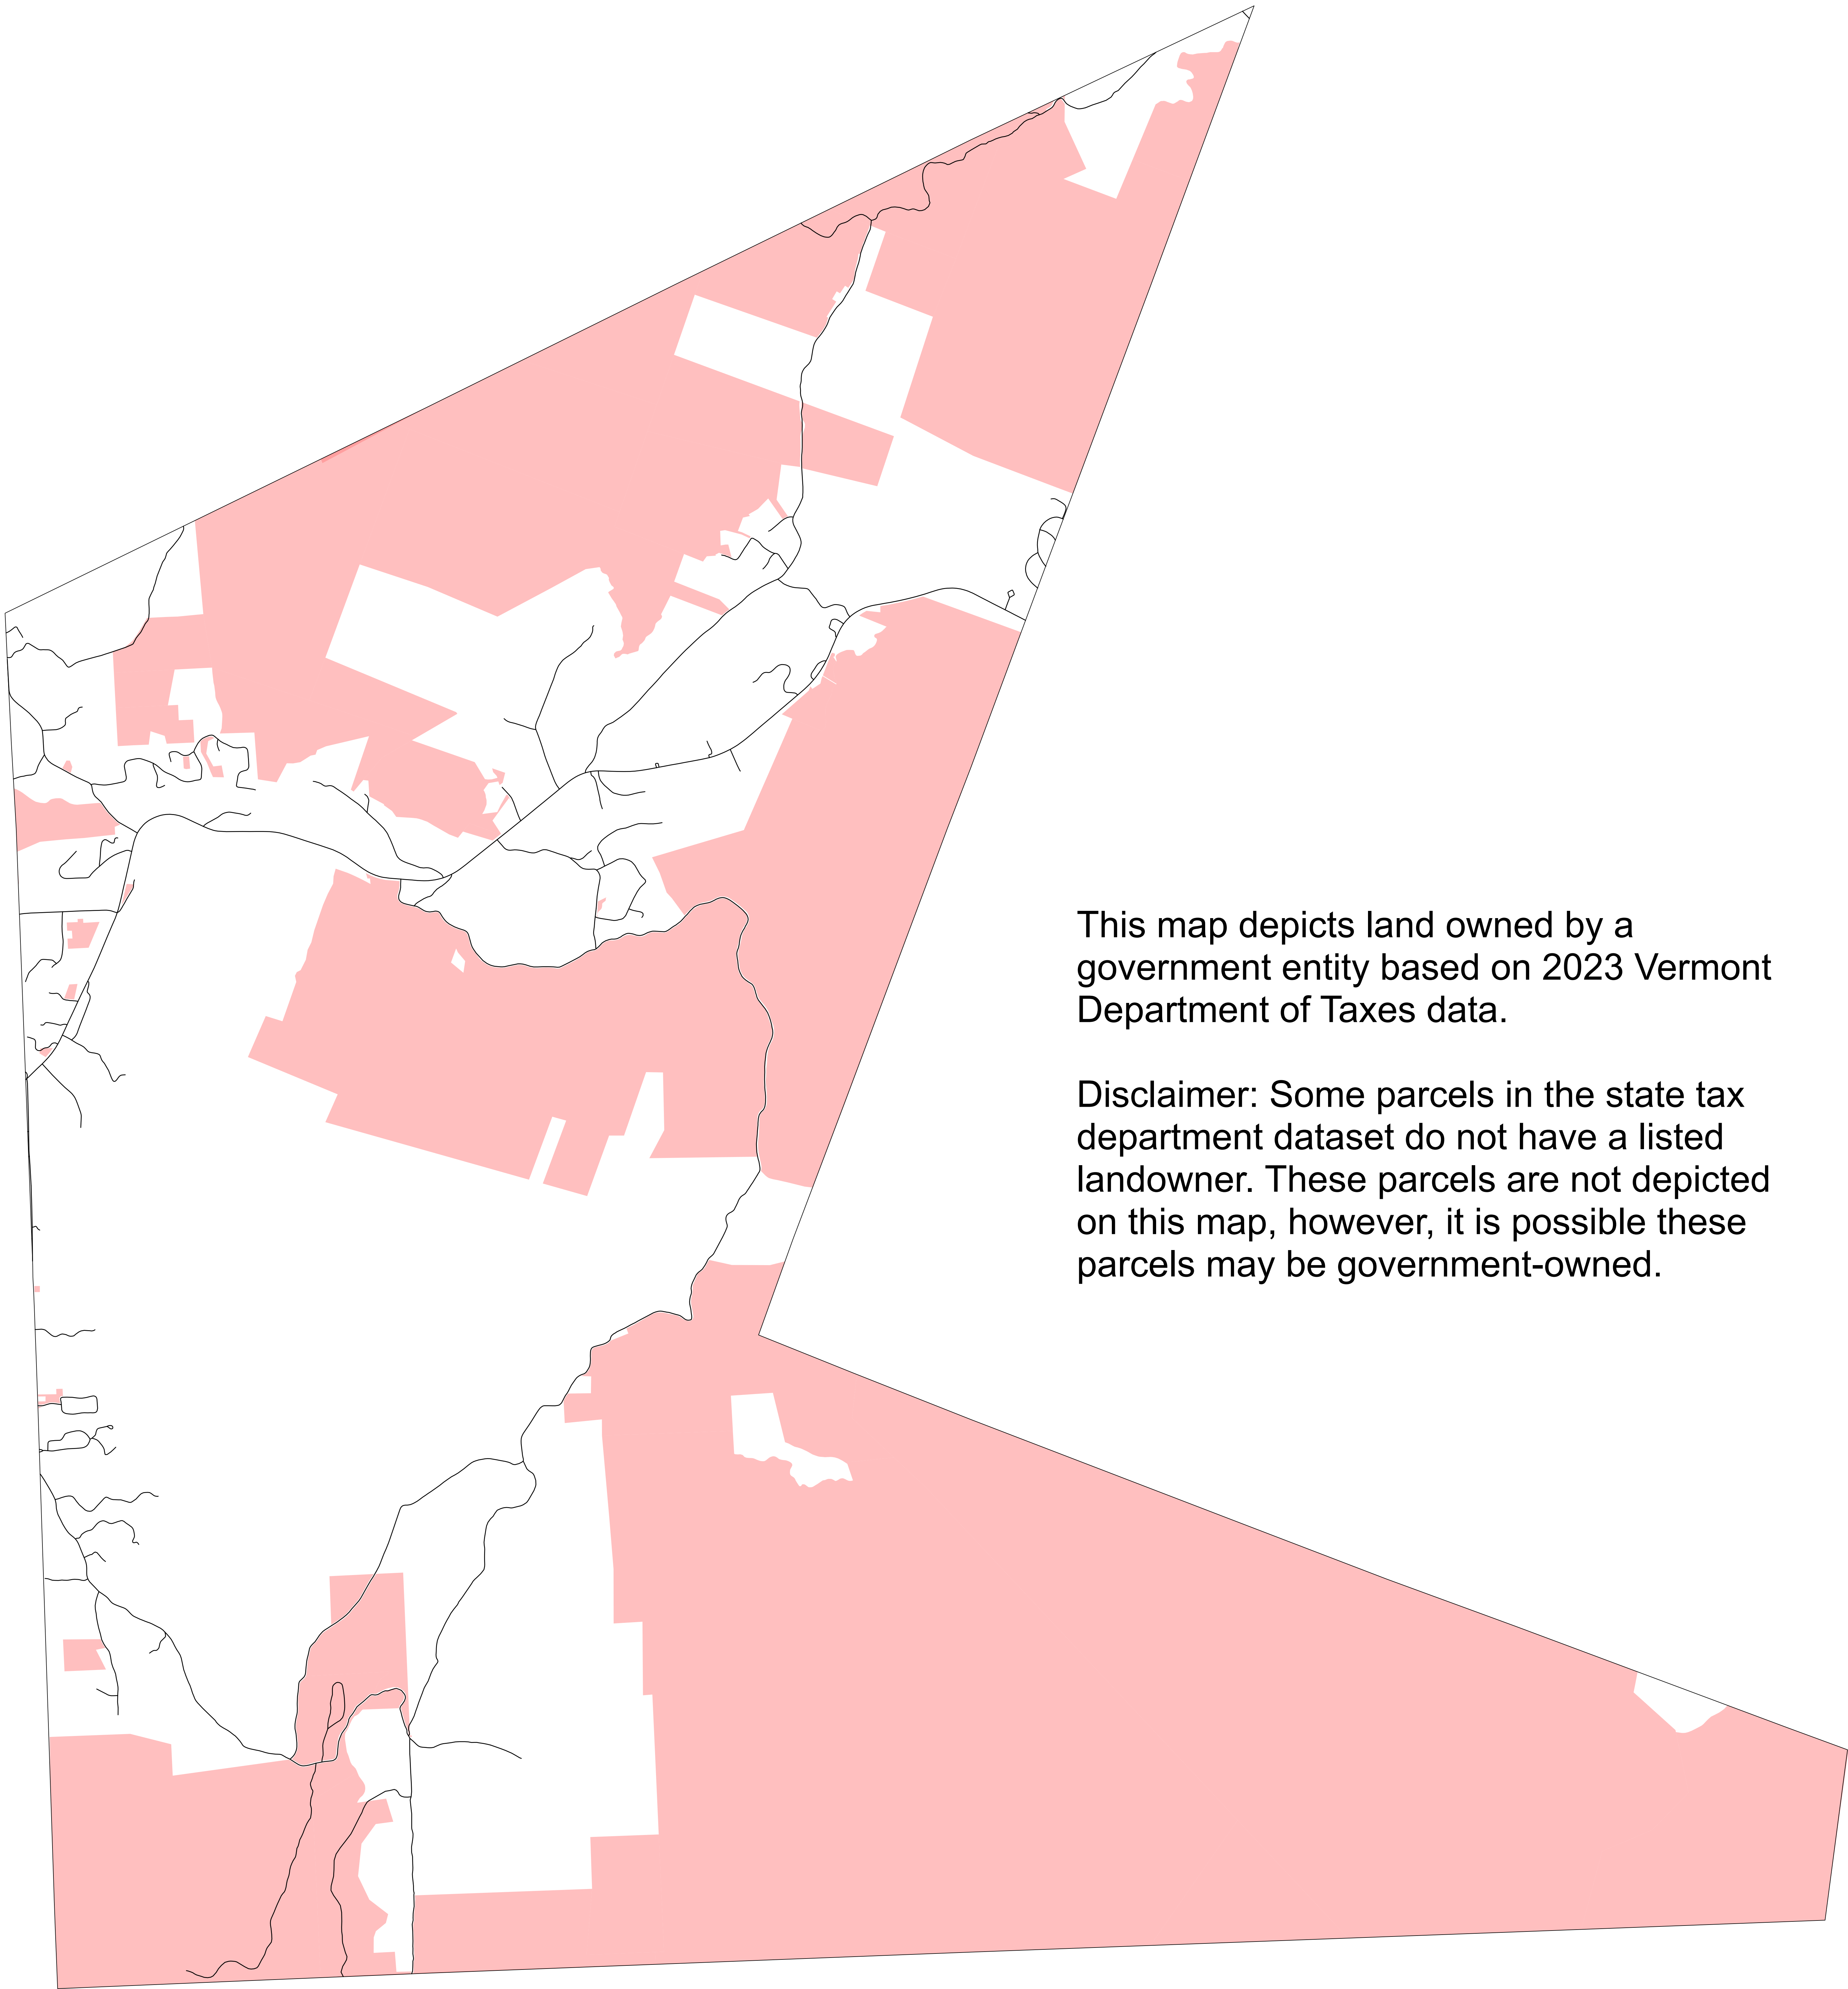 This map depicts land owned by a
government entity based on 2023 Vermont
Department of Taxes data.
Disclaimer: Some parcels in the state tax
department dataset do not have a listed
landowner. These parcels are not depicted
on this map, however, it is possible these
parcels may be government-owned.